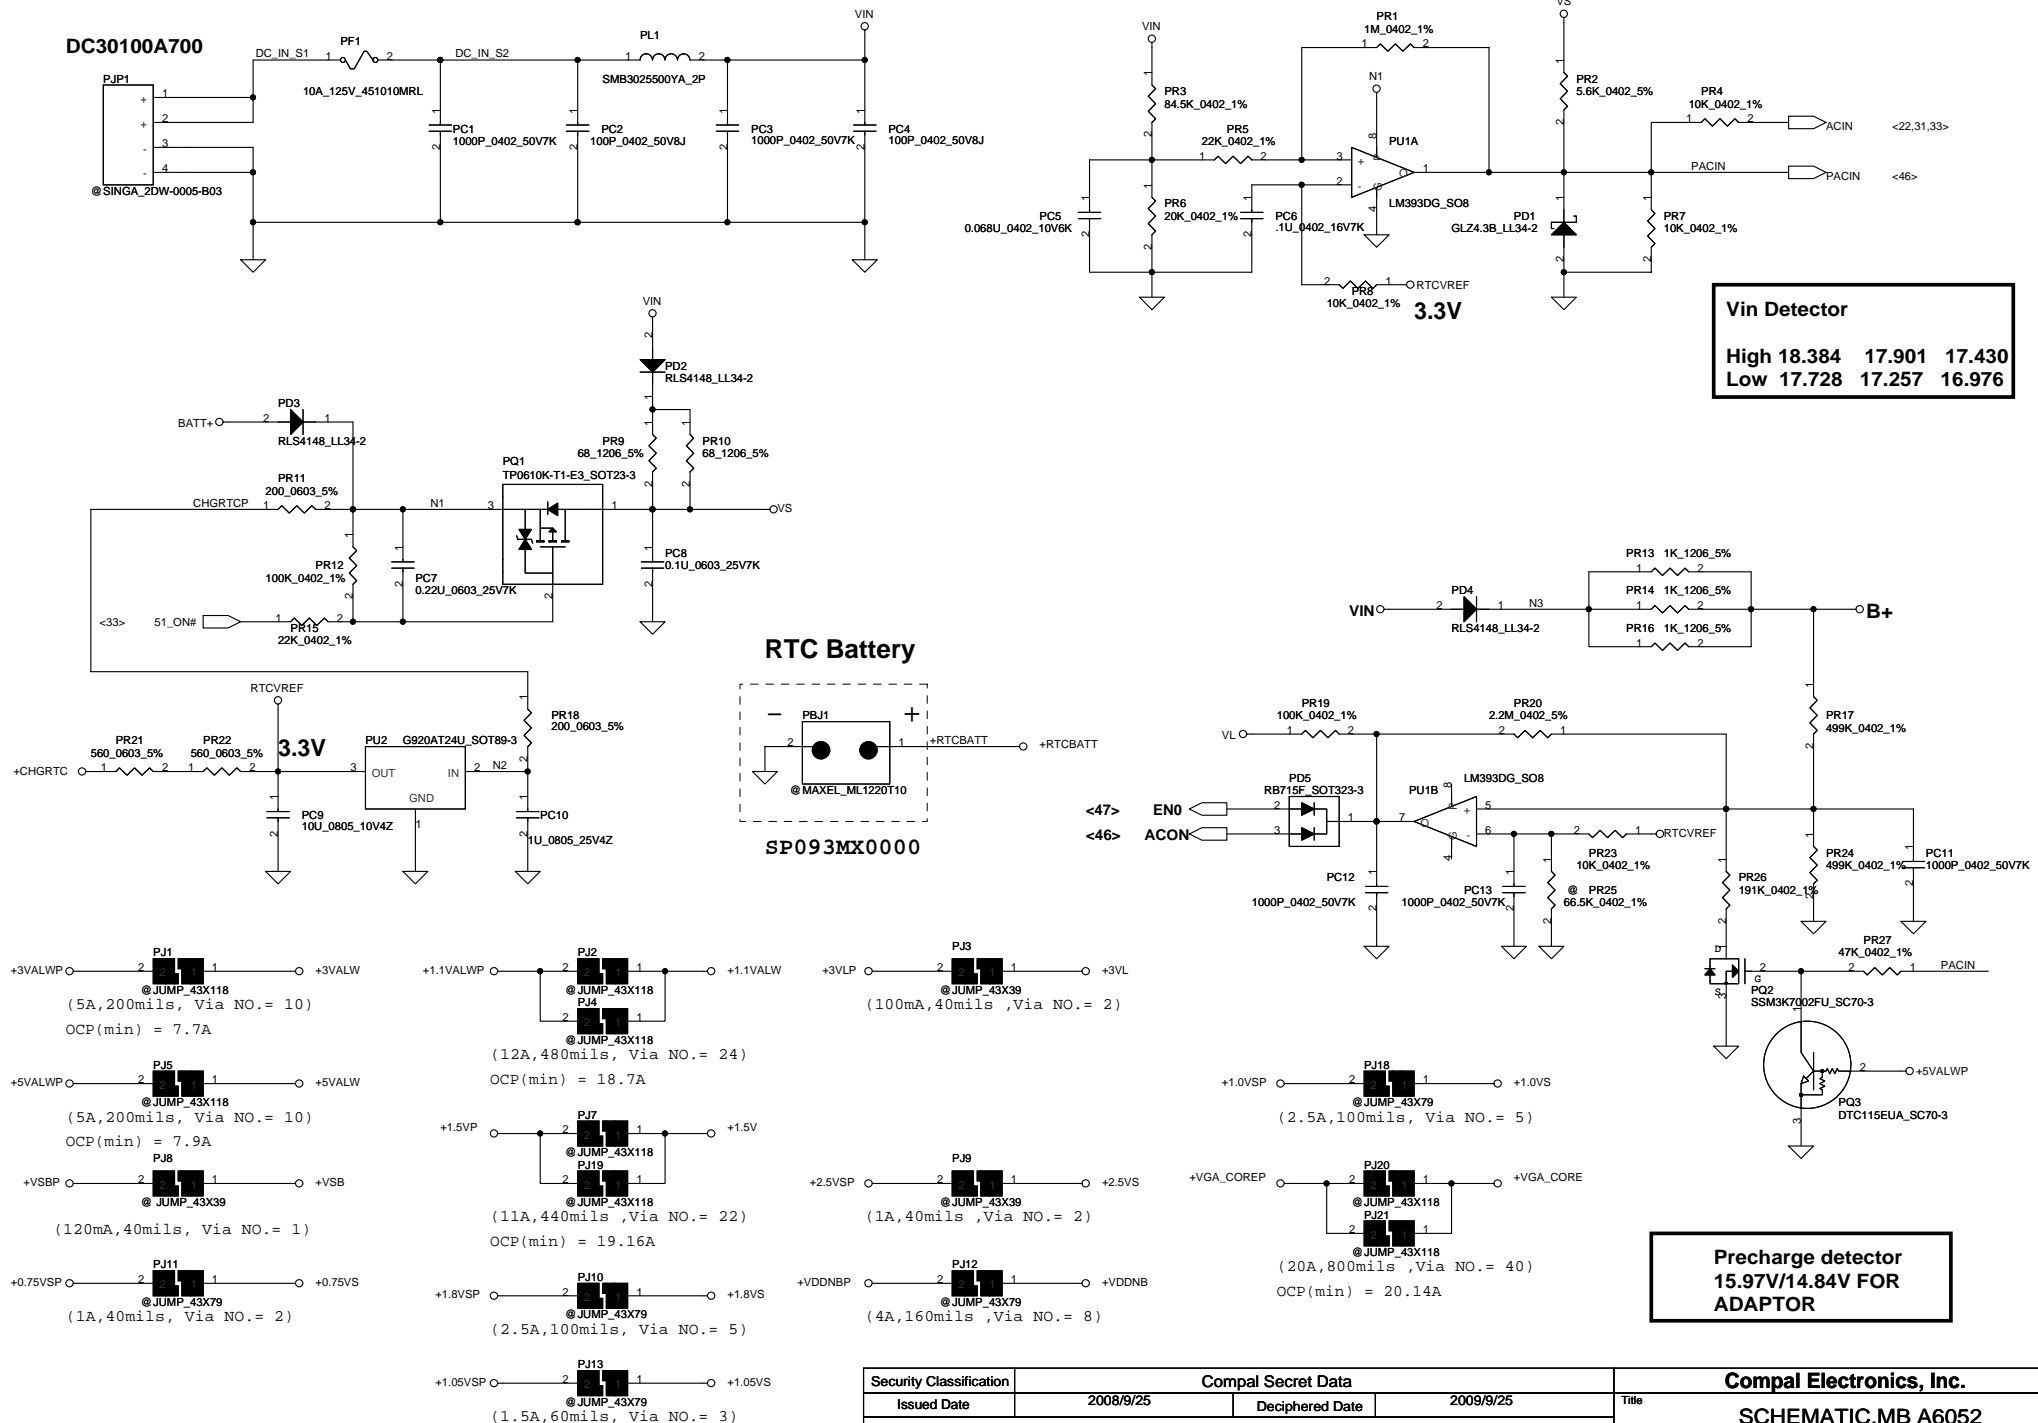 DC30100A700
PJP1
1
+
2
+
3
-
4
-
@ SINGA_2DW-0005-B03
DC_IN_S1
PF1
1 2
10A_125V_451010MRL
DC_IN_S2
PL1
1 2
SMB3025500YA_2P
VIN
PC1
1000P_0402_50V7K
PC2
100P_0402_50V8J
PC3
1000P_0402_50V7K
PC4
100P_0402_50V8J
VIN
PR3
84.5K_0402_1%
PR5
22K_0402_1%
PR6
20K_0402_1%
PC5
0.068U_0402_10V6K
PC6
.1U_0402_16V7K
PR1
1M_0402_1%
N1
PU1A
LM393DG_SO8
PR8
10K_0402_1%
RTCVREF
3.3V
VS
PR2
5.6K_0402_5%
PR4
10K_0402_1%
ACIN <22,31,33>
PACIN
PACIN <46>
PD1
GLZ4.3B_LL34-2
PR7
10K_0402_1%
Vin Detector
High 18.384 17.901 17.430
Low 17.728 17.257 16.976
VIN
PD2
RLS4148_LL34-2
PD3
BATT+
RLS4148_LL34-2
PR9
68_1206_5%
PR10
68_1206_5%
PR11
200_0603_5%
CHGRTCP
N1
PQ1
TP0610K-T1-E3_SOT23-3
VS
PR12
100K_0402_1%
PC7
0.22U_0603_25V7K
PC8
0.1U_0603_25V7K
<33> 51_ON#
PR15
22K_0402_1%
RTCVREF
PR18
200_0603_5%
PR21
560_0603_5%
PR22
560_0603_5%
3.3V
PU2 G920AT24U_SOT89-3
+CHGRTC
OUT IN
GND
N2
PC9
10U_0805_10V4Z
PC10
1U_0805_25V4Z
RTC Battery
- +
PBJ1
+RTCBATT
+RTCBATT
@ MAXEL_ML1220T10
SP093MX0000
PR13 1K_1206_5%
PR14 1K_1206_5%
PR16 1K_1206_5%
VIN
PD4
RLS4148_LL34-2
N3
B+
PR17
499K_0402_1%
PR19
100K_0402_1%
VL
PR20
2.2M_0402_5%
PD5
RB715F_SOT323-3
PU1B
LM393DG_SO8
<47> EN0
<46> ACON
RTCVREF
PR23
10K_0402_1%
PC12
1000P_0402_50V7K
PC13
1000P_0402_50V7K
@ PR25
66.5K_0402_1%
PR24
499K_0402_1%
PC11
1000P_0402_50V7K
PR26
191K_0402_1%
PR27
47K_0402_1%
PACIN
D
G
S
PQ2
SSM3K7002FU_SC70-3
+5VALWP
PQ3
DTC115EUA_SC70-3
PJ1
+3VALWP +3VALW
@ JUMP_43X118
(5A,200mils, Via NO.= 10)
OCP(min) = 7.7A
PJ5
+5VALWP +5VALW
@ JUMP_43X118
(5A,200mils, Via NO.= 10)
OCP(min) = 7.9A
PJ8
+VSBP +VSB
@ JUMP_43X39
(120mA,40mils, Via NO.= 1)
PJ11
+0.75VSP +0.75VS
@ JUMP_43X79
(1A,40mils, Via NO.= 2)
PJ2
+1.1VALWP +1.1VALW
@ JUMP_43X118
PJ4
@ JUMP_43X118
(12A,480mils, Via NO.= 24)
OCP(min) = 18.7A
PJ7
+1.5VP +1.5V
@ JUMP_43X118
PJ19
@ JUMP_43X118
(11A,440mils ,Via NO.= 22)
OCP(min) = 19.16A
PJ10
+1.8VSP +1.8VS
@ JUMP_43X79
(2.5A,100mils, Via NO.= 5)
PJ13
+1.05VSP +1.05VS
@ JUMP_43X79
(1.5A,60mils, Via NO.= 3)
PJ3
+3VLP +3VL
@ JUMP_43X39
(100mA,40mils ,Via NO.= 2)
PJ9
+2.5VSP +2.5VS
@ JUMP_43X39
(1A,40mils ,Via NO.= 2)
PJ12
+VDDNBP +VDDNB
@ JUMP_43X79
(4A,160mils ,Via NO.= 8)
PJ18
+1.0VSP +1.0VS
@ JUMP_43X79
(2.5A,100mils, Via NO.= 5)
PJ20
+VGA_COREP +VGA_CORE
@ JUMP_43X118
PJ21
@ JUMP_43X118
(20A,800mils ,Via NO.= 40)
OCP(min) = 20.14A
Precharge detector
15.97V/14.84V FOR
ADAPTOR
Security Classification Compal Secret Data
Issued Date 2008/9/25 Deciphered Date 2009/9/25
Compal Electronics, Inc.
Title
SCHEMATIC,MB A6052